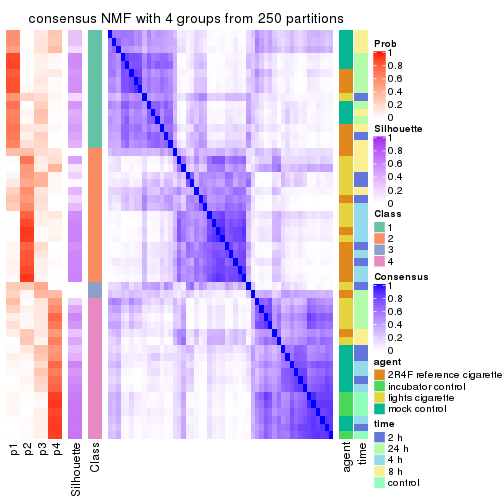 consensus NMF with 4 groups from 250 partitions
Prob
1
0.8
0.6
0.4
0.2
0
Silhouette
1
0.8
0.6
0.4
0.2
0
Class
1
2
3
4
Consensus
1
0.8
0.6
0.4
0.2
0
agent
2R4F reference cigarette
incubator control
lights cigarette
mock control
time
2 h
24 h
4 h
8 h
control
p1
p2
p3
p4
Silhouette
Class
agent
time